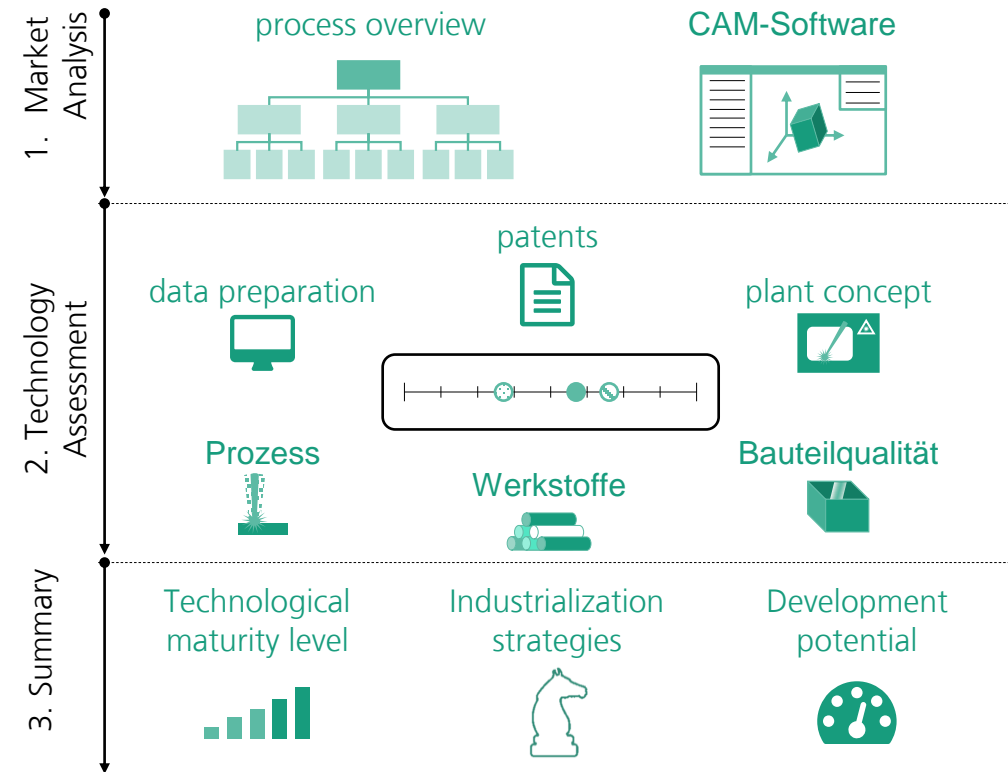 1. Market
Analysis
process overview
CAM-Software
2. Technology
Assessment
patents
data preparation
plant concept
Prozess
Werkstoffe
Bauteilqualität
3. Summary
Technological
maturity level
Industrialization
strategies
Development
potential